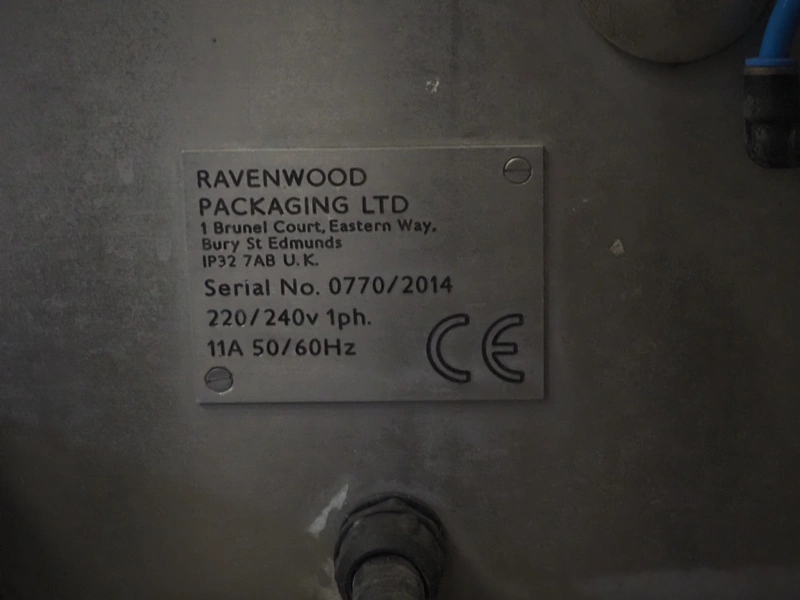 RAVENWOOD
PACKAGING LTD
1 Brunel Court, Eastern Way,
Bury St Edmunds
IP32 7AB U.K.
Serial No. 0770/2014
220/240v 1ph.
11A 50/60Hz
CE